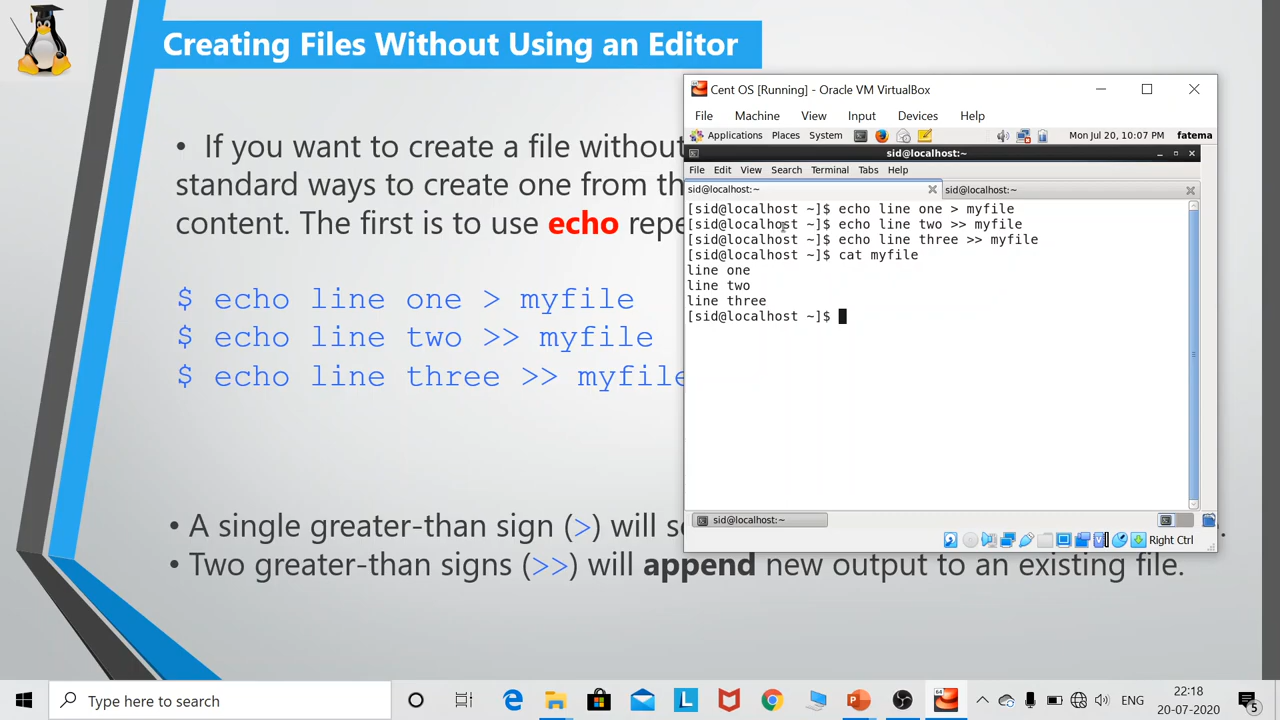 Creating Files Without Using an Editor
• If you want to create a file without
standard ways to create one from th
content. The first is to use echo repe
$ echo line one > myfile
$ echo line two >> myfile
$ echo line three >> myfile
• A single greater-than sign (>) will se
• Two greater-than signs (>>) will append new output to an existing file.
Cent OS [Running] - Oracle VM VirtualBox
File Machine View Input Devices Help
Applications Places System Mon Jul 20, 10:07 PM fatema
sid@localhost:~
File Edit View Search Terminal Tabs Help
sid@localhost:~ sid@localhost:~
[sid@localhost ~]$ echo line one > myfile
[sid@localhost ~]$ echo line two >> myfile
[sid@localhost ~]$ echo line three >> myfile
[sid@localhost ~]$ cat myfile
line one
line two
line three
[sid@localhost ~]$
sid@localhost:~
Right Ctrl
Type here to search
ENG
22:18
20-07-2020
5